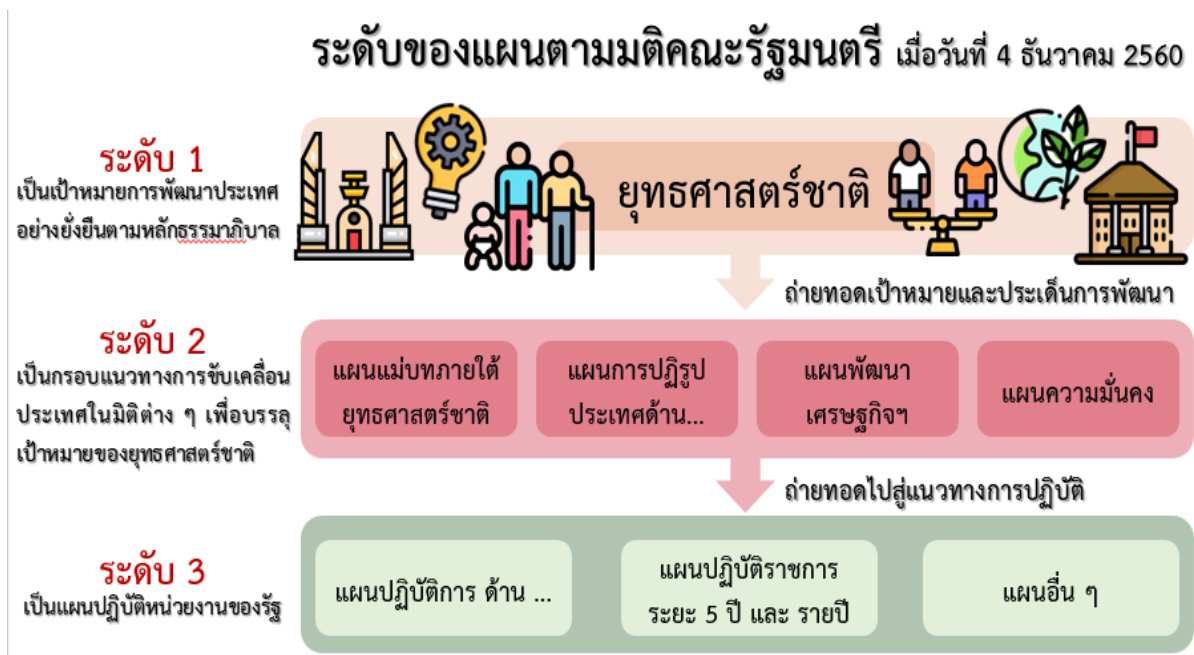 ระดับของแผนตามมติคณะรัฐมนตรี เมื่อวันที่ 4 ธันวาคม 2560
ระดับ 1
เป็นเป้าหมายการพัฒนาประเทศ
อย่างยั่งยืนตามหลักธรรมาภิบาล
ยุทธศาสตร์ชาติ
ถ่ายทอดเป้าหมายและประเด็นการพัฒนา
ระดับ 2
เป็นกรอบแนวทางการขับเคลื่อน
ประเทศในมิติต่าง ๆ เพื่อบรรลุ
เป้าหมายของยุทธศาสตร์ชาติ
แผนแม่บทภายใต้
ยุทธศาสตร์ชาติ
แผนการปฏิรูป
ประเทศด้าน...
แผนพัฒนา
เศรษฐกิจฯ
แผนความมั่นคง
ถ่ายทอดไปสู่แนวทางการปฏิบัติ
ระดับ 3
เป็นแผนปฏิบัติหน่วยงานของรัฐ
แผนปฏิบัติการ ด้าน ...
แผนปฏิบัติราชการ
ระยะ 5 ปี และ รายปี
แผนอื่น ๆ